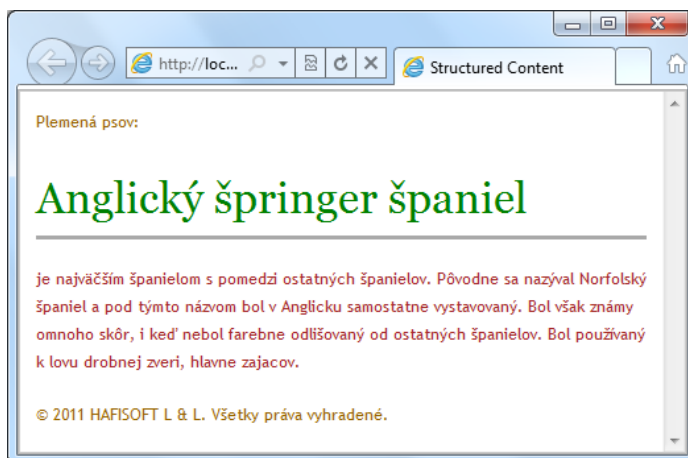 http://loc...
Structured Content
Plemená psov:
Anglický špringer španiel
je najväčším španielom s pomedzi ostatných španielov. Pôvodne sa nazýval Norfolský
španiel a pod týmto názvom bol v Anglicku samostatne vystavovaný. Bol však známy
omnoho skôr, i keď nebol farebne odlišovaný od ostatných španielov. Bol používaný
k lovu drobnej zveri, hlavne zajacov.
© 2011 HAFISOFT L & L. Všetky práva vyhradené.